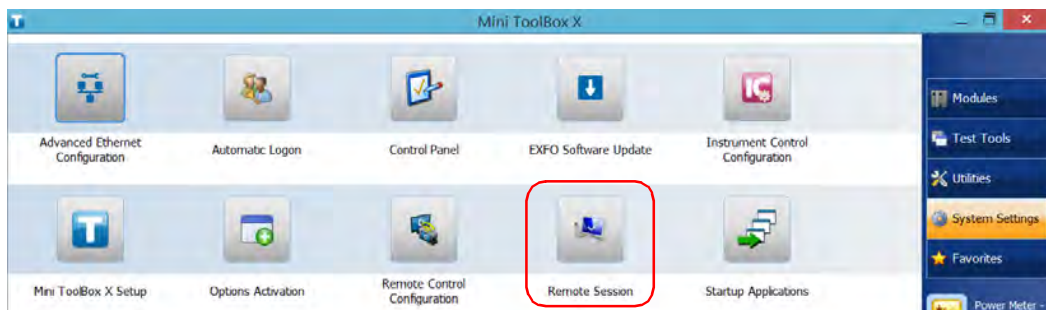 Mini ToolBox X
Advanced Ethernet
Configuration
Automatic Logon
Control Panel
EXFO Software Update
Instrument Control
Configuration
Mini ToolBox X Setup
Options Activation
Remote Control
Configuration
Remote Session
Startup Applications
Modules
Test Tools
Utilities
System Settings
Favorites
Power Meter -